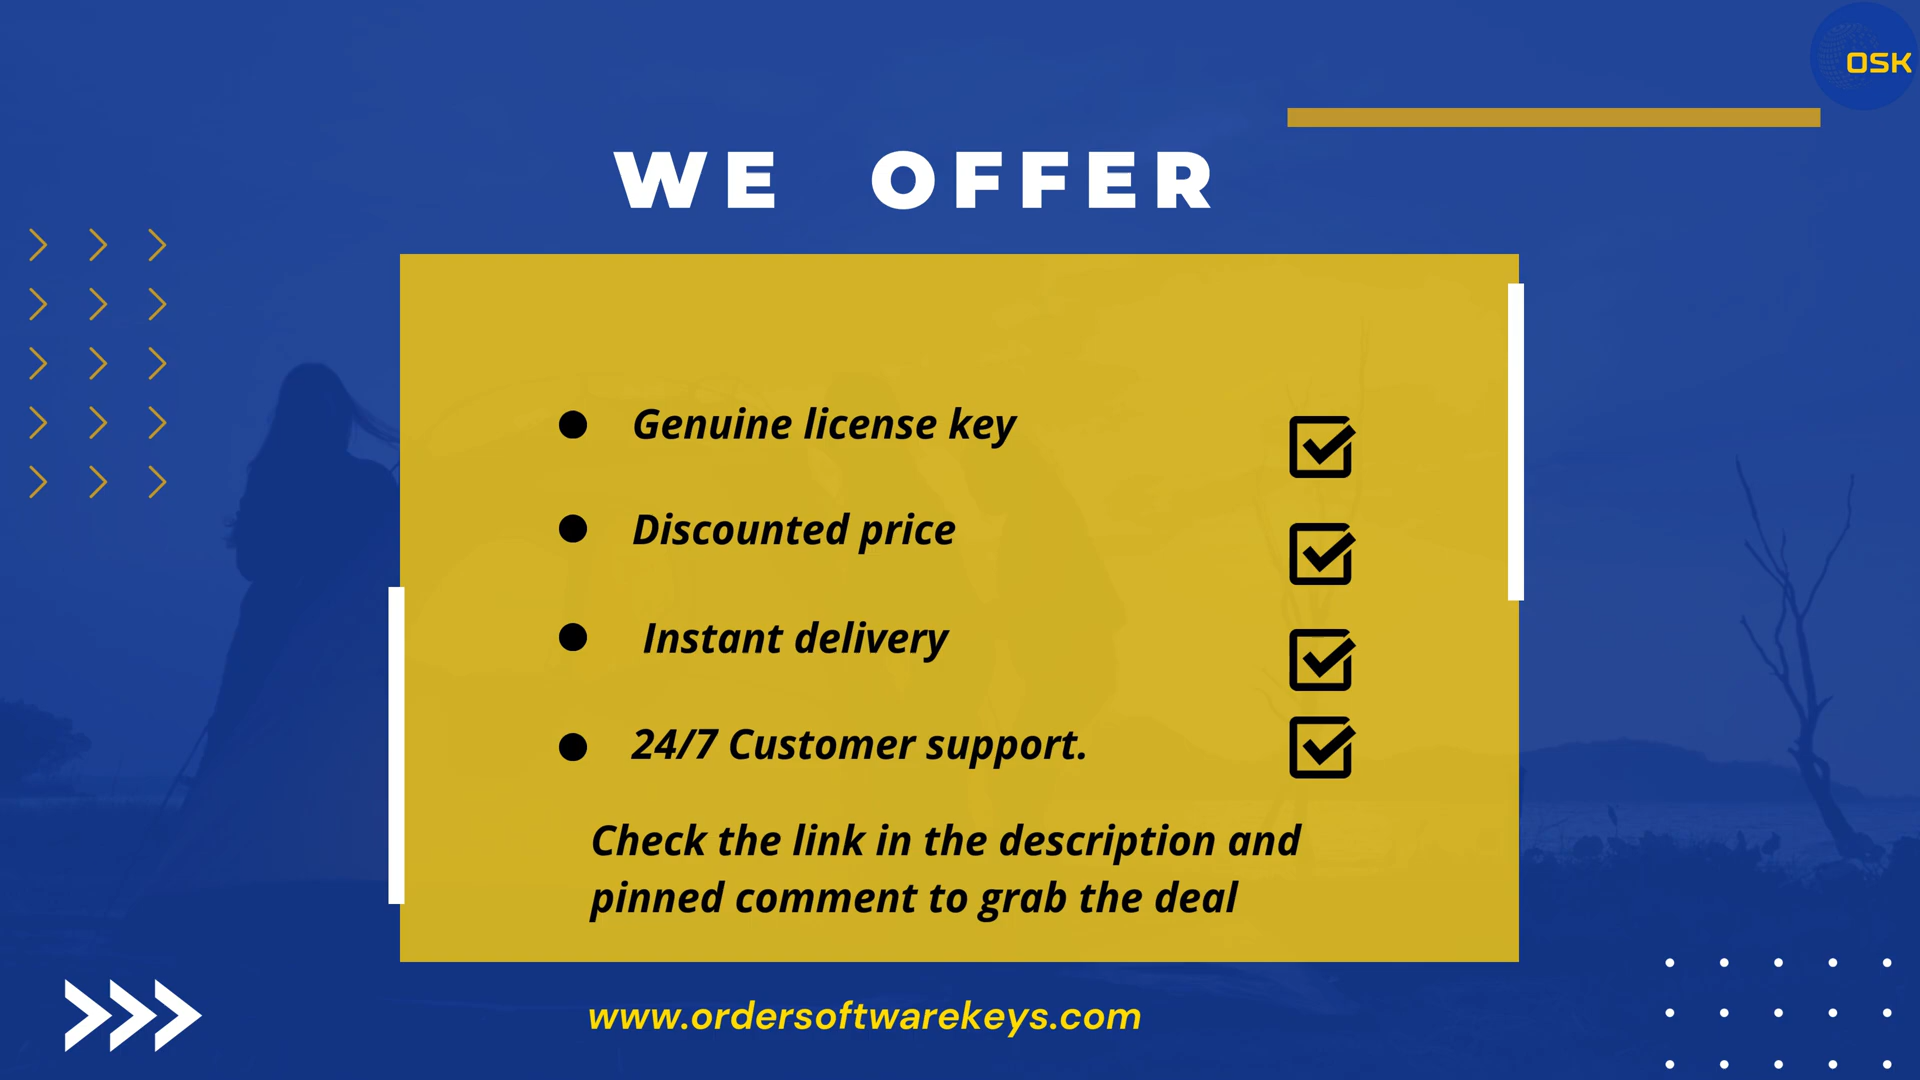 OSK
WE OFFER
Genuine license key
Discounted price
Instant delivery
24/7 Customer support.
Check the link in the description and
pinned comment to grab the deal
www.ordersoftwarekeys.com